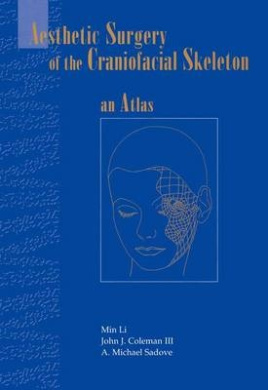 Aesthetic Surgery
of the Craniofacial Skeleton
an Atlas
Min Li
John J. Coleman III
A. Michael Sadove